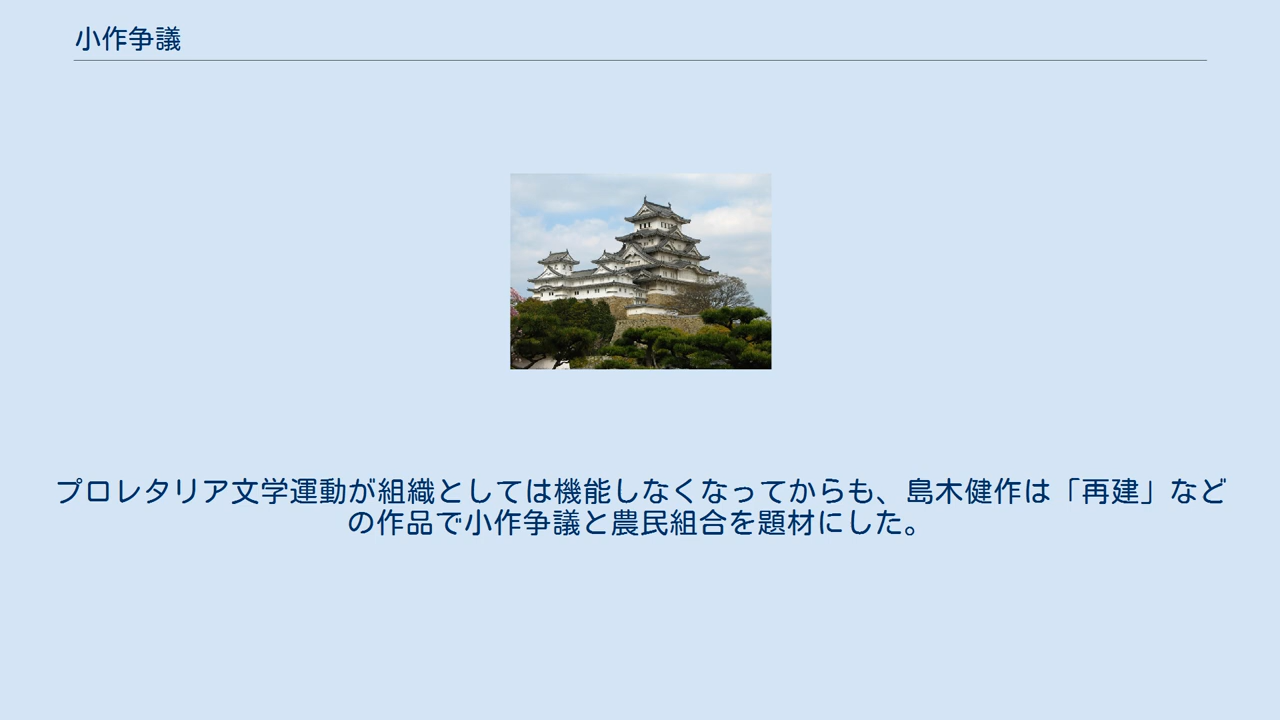 小作争議
プロレタリア文学運動が組織としては機能しなくなってからも、島木健作は「再建」など
の作品で小作争議と農民組合を題材にした。